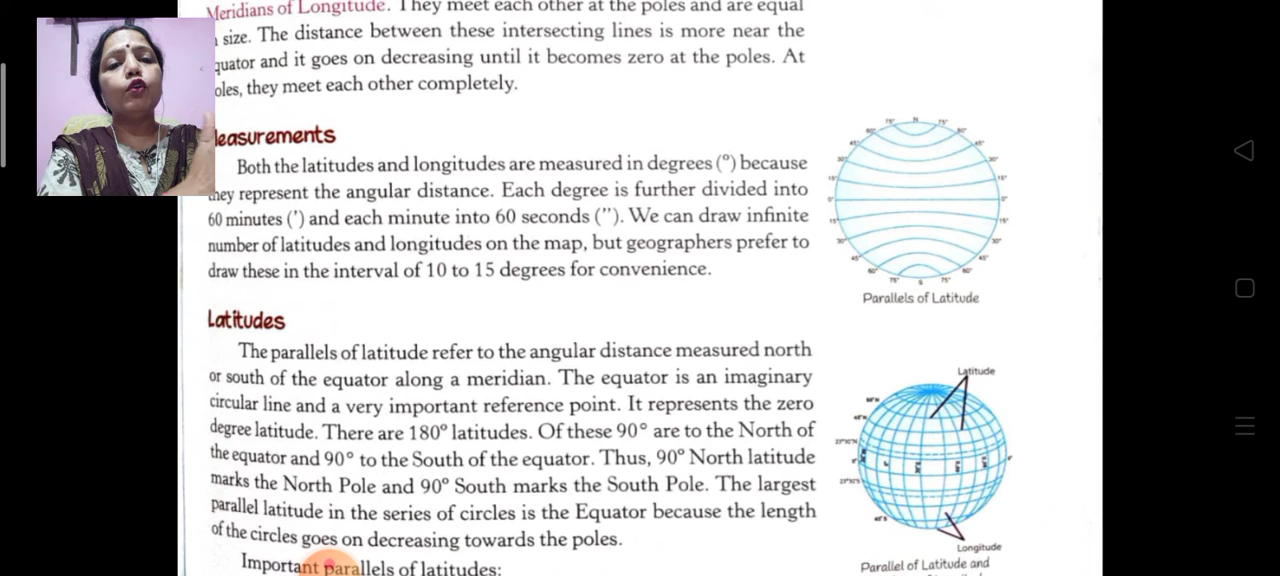 Meridians of Longitude. They meet each other at the poles and are equal
size. The distance between these intersecting lines is more near the
quator and it goes on decreasing until it becomes zero at the poles. At
oles, they meet each other completely.
easurements
Both the latitudes and longitudes are measured in degrees (°) because
they represent the angular distance. Each degree is further divided into
60 minutes (') and each minute into 60 seconds (''). We can draw infinite
number of latitudes and longitudes on the map, but geographers prefer to
draw these in the interval of 10 to 15 degrees for convenience.
Parallels of Latitude
Latitudes
The parallels of latitude refer to the angular distance measured north
or south of the equator along a meridian. The equator is an imaginary
circular line and a very important reference point. It represents the zero
degree latitude. There are 180° latitudes. Of these 90° are to the North of
the equator and 90° to the South of the equator. Thus, 90° North latitude
marks the North Pole and 90° South marks the South Pole. The largest
parallel latitude in the series of circles is the Equator because the length
of the circles goes on decreasing towards the poles.
Important parallels of latitudes:
Latitude
Longitude
Parallel of Latitude and